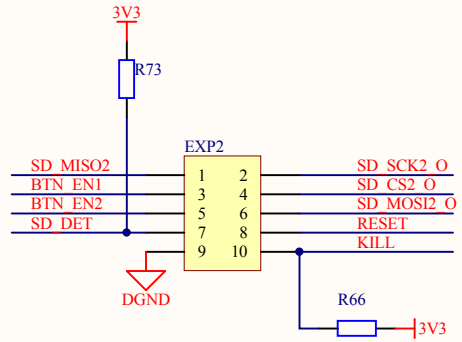 3V3
R73
EXP2
SD_MISO2 1 2 SD_SCK2_O
BTN_EN1 3 4 SD_CS2_O
BTN_EN2 5 6 SD_MOSI2_O
SD_DET 7 8 RESET
9 10 KILL
DGND
R66
3V3